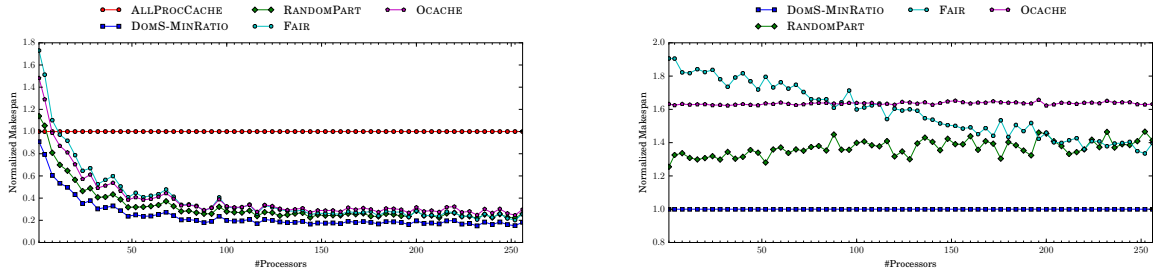 ALLPROCCACHE RANDOMPART OCACHE
DOMS-MINRATIO FAIR
1.8
1.6
1.4
1.2
1.0
0.8
0.6
0.4
0.2
0.0
Normalized Makespan
50 100 150 200 250
#Processors
DOMS-MINRATIO FAIR OCACHE
RANDOMPART
2.0
1.8
1.6
1.4
1.2
1.0
0.8
Normalized Makespan
50 100 150 200 250
#Processors